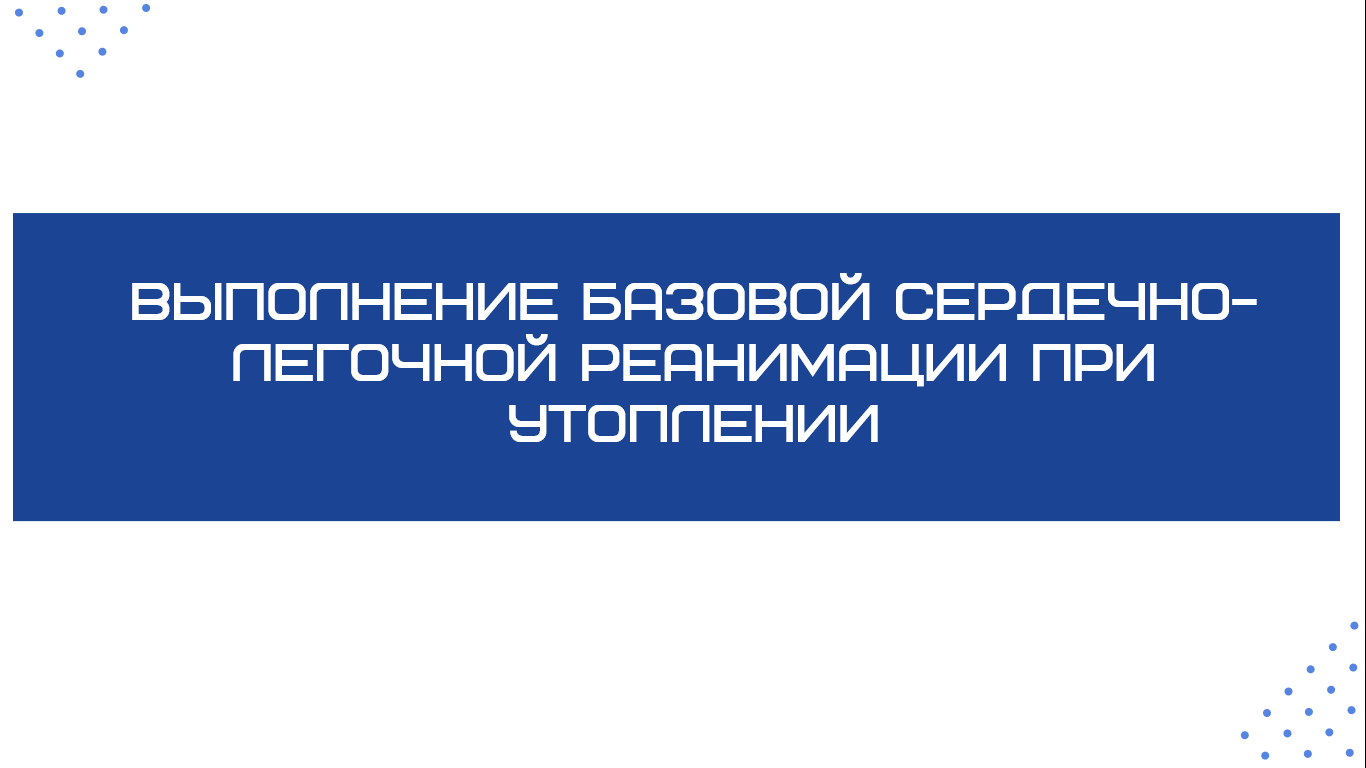 ВЫПОЛНЕНИЕ БАЗОВОЙ СЕРДЕЧНО-
ЛЕГОЧНОЙ РЕАНИМАЦИИ ПРИ
УТОПЛЕНИИ